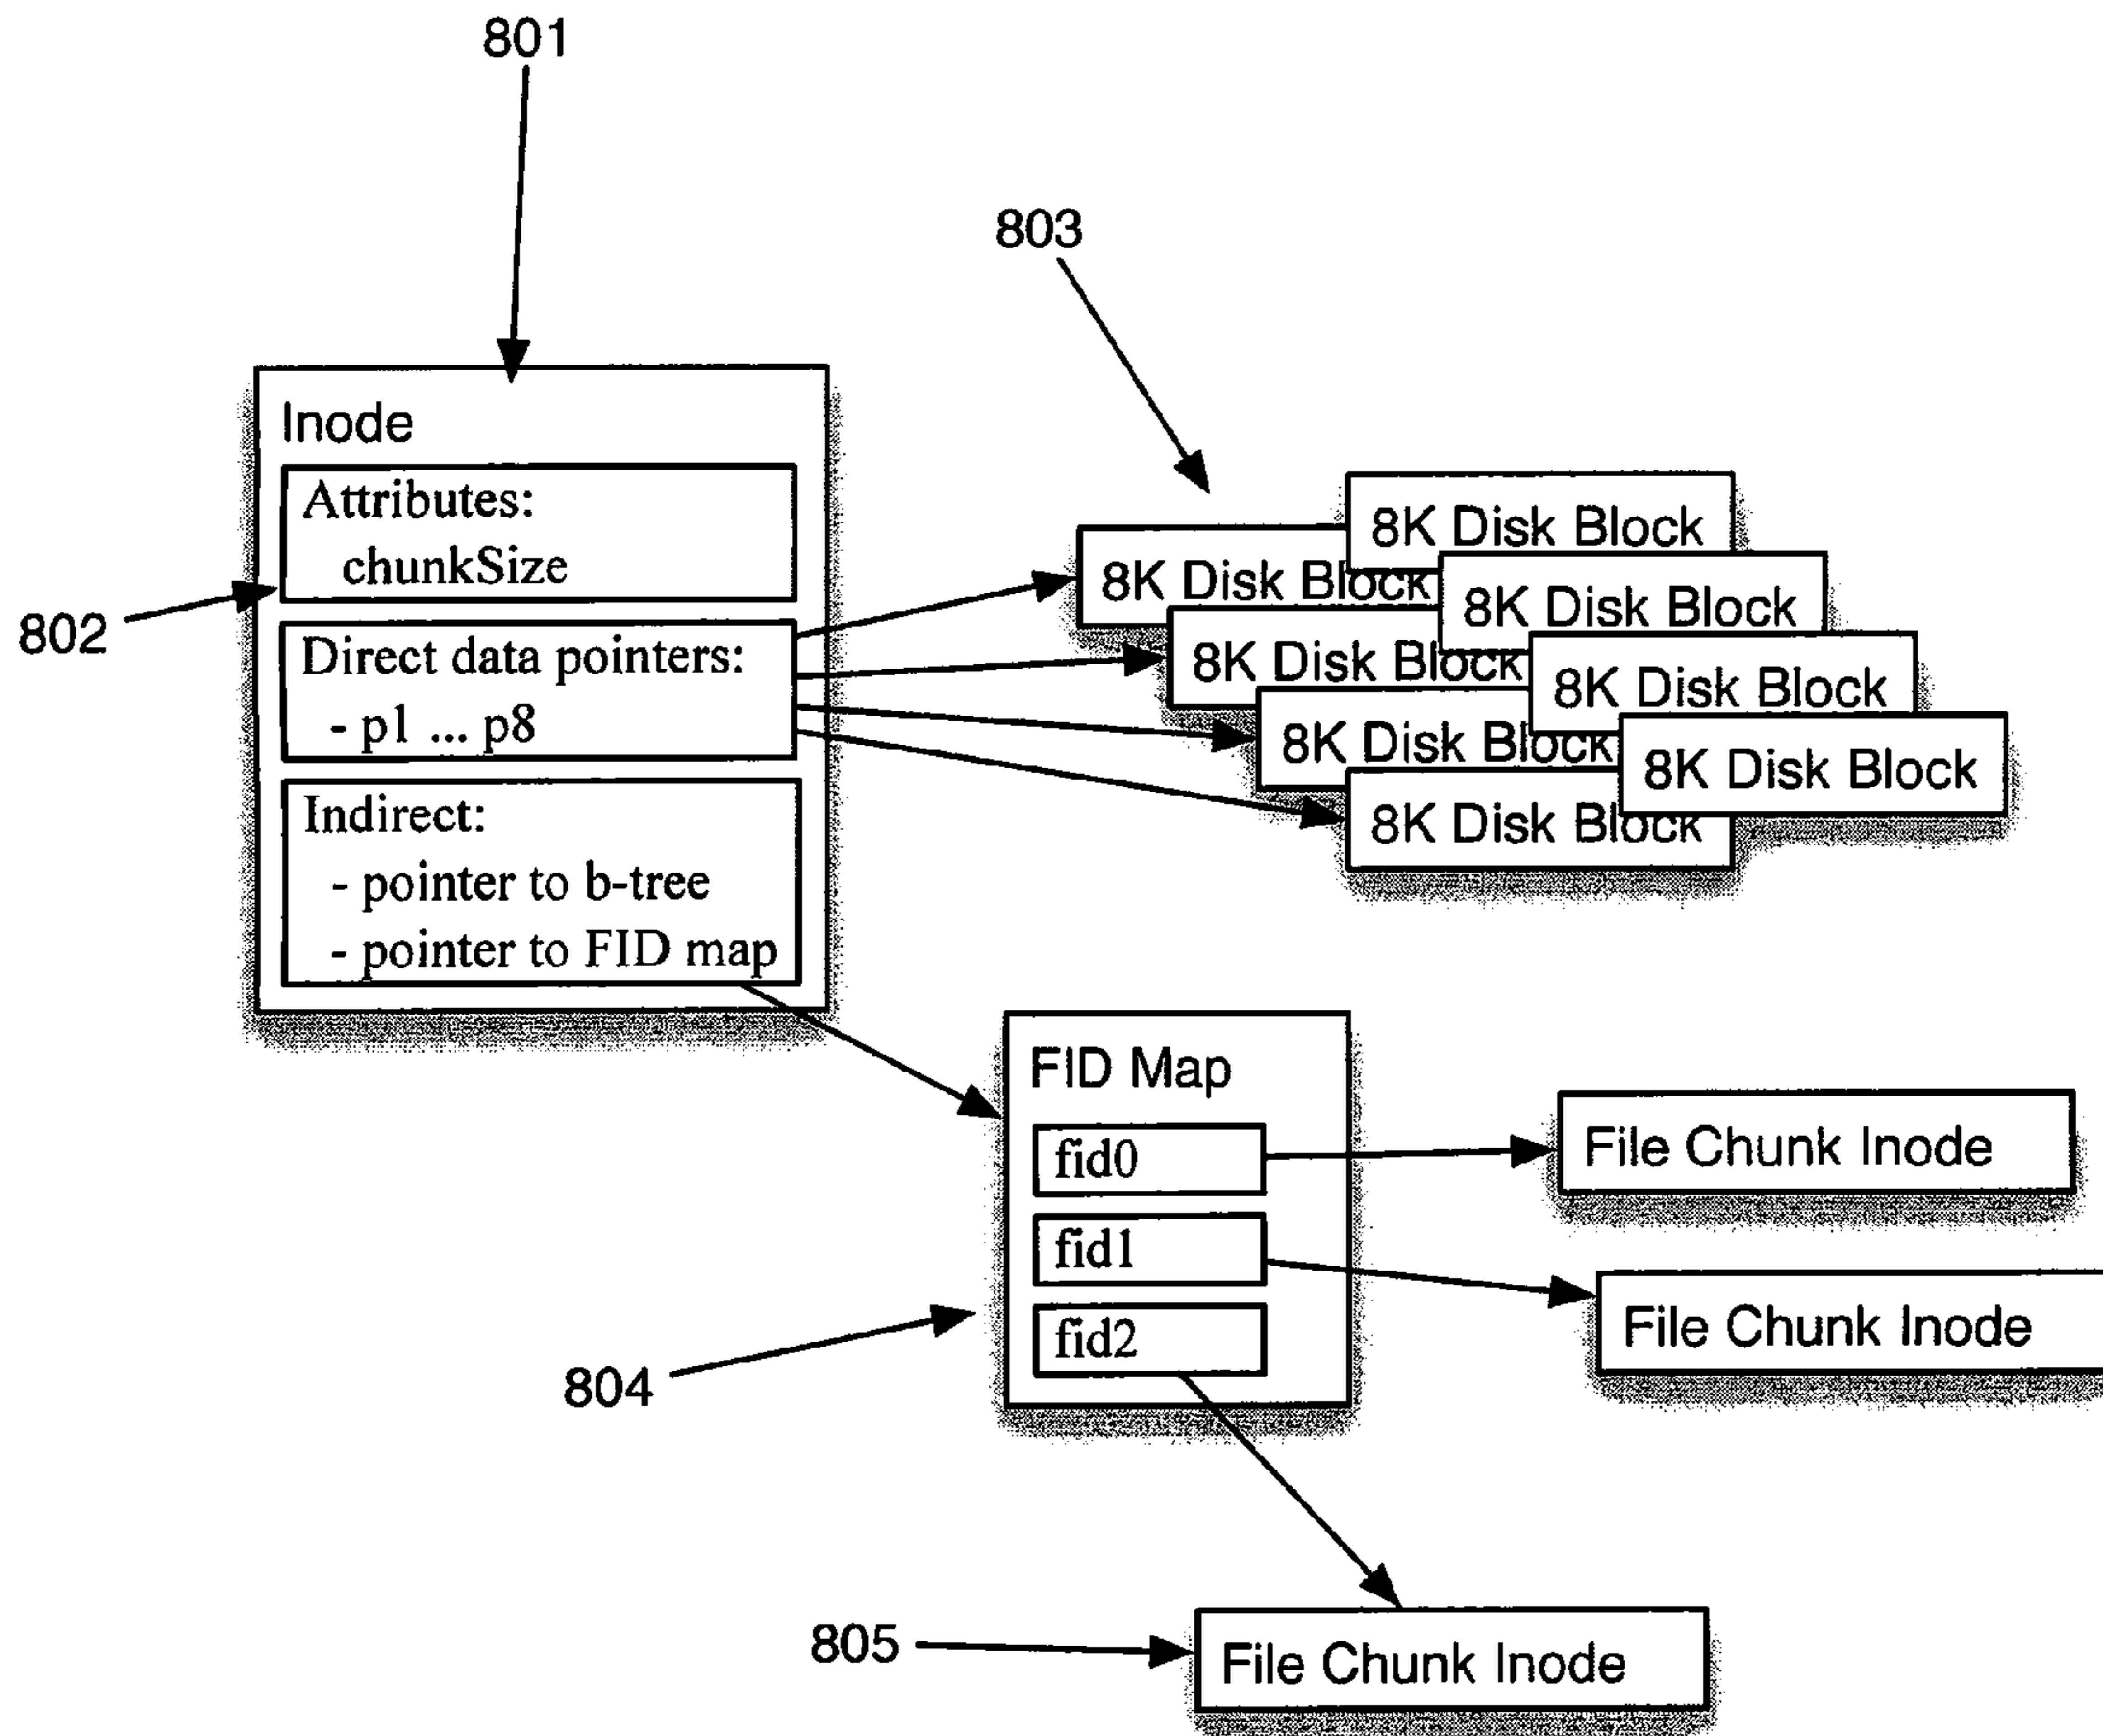 801
803
Inode
Attributes:
chunkSize
802
Direct data pointers:
- p1 ... p8
Indirect:
- pointer to b-tree
- pointer to FID map
8K Disk Block
8K Disk Block
8K Disk Block
8K Disk Block
8K Disk Block
8K Disk Block
8K Disk Block
8K Disk Block
FID Map
fid0
fid1
fid2
804
File Chunk Inode
File Chunk Inode
805
File Chunk Inode